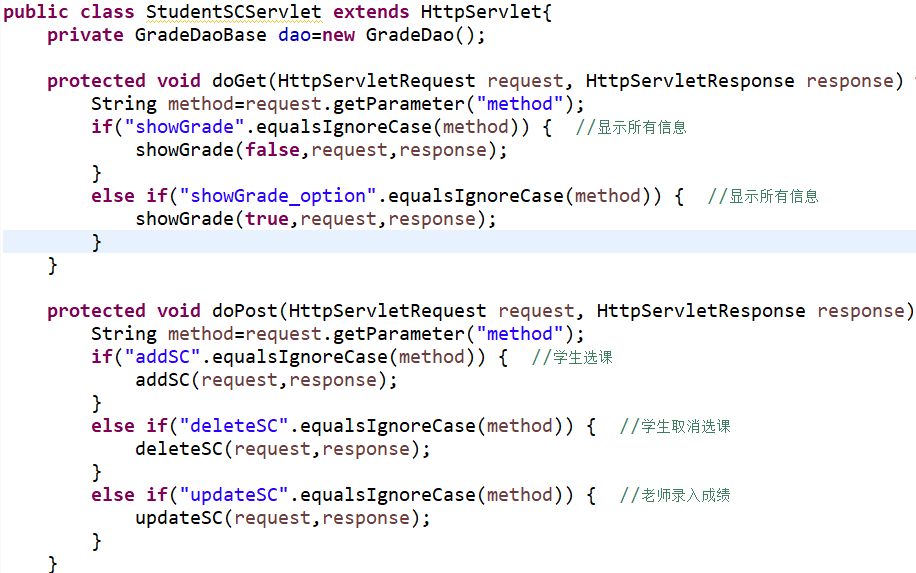 public class StudentSCServlet extends HttpServlet{
    private GradeDaoBase dao=new GradeDao();

    protected void doGet(HttpServletRequest request, HttpServletResponse response)
        String method=request.getParameter("method");
        if("showGrade".equalsIgnoreCase(method)) {  //显示所有信息
            showGrade(false,request,response);
        }
        else if("showGrade_option".equalsIgnoreCase(method)) {  //显示所有信息
            showGrade(true,request,response);
        }
    }

    protected void doPost(HttpServletRequest request, HttpServletResponse response)
        String method=request.getParameter("method");
        if("addSC".equalsIgnoreCase(method)) {  //学生选课
            addSC(request,response);
        }
        else if("deleteSC".equalsIgnoreCase(method)) {  //学生取消选课
            deleteSC(request,response);
        }
        else if("updateSC".equalsIgnoreCase(method)) {  //老师录入成绩
            updateSC(request,response);
        }
    }